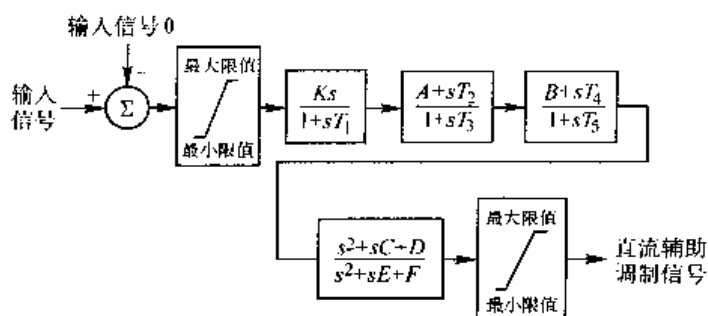 输入信号0
输入
信号
+
-
Σ
最大限值
最小限值
Ks
1+sT₁
A+sT₂
1+sT₃
B+sT₄
1+sT₅
s²+sC+D
s²+sE+F
最大限值
最小限值
直流辅助
调制信号